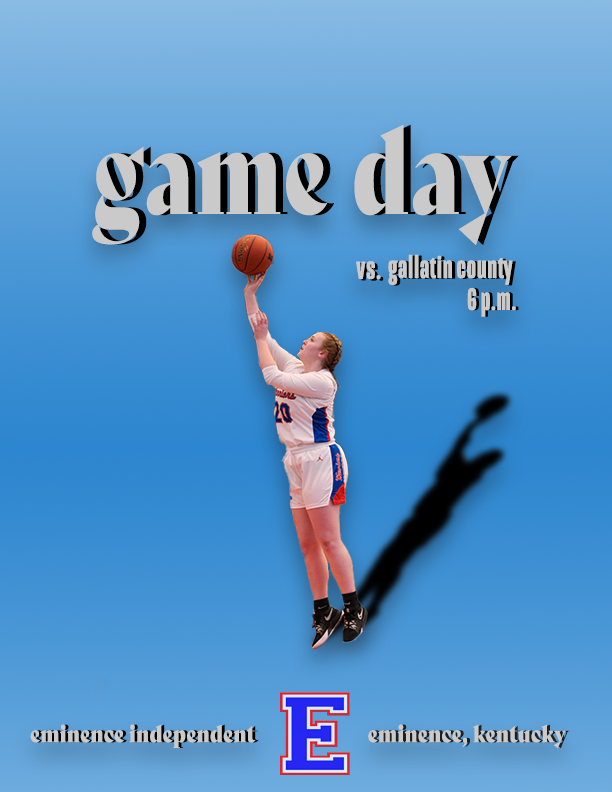 game day
vs. gallatin county
6 p.m.
20
eminence independent
E
eminence, kentucky